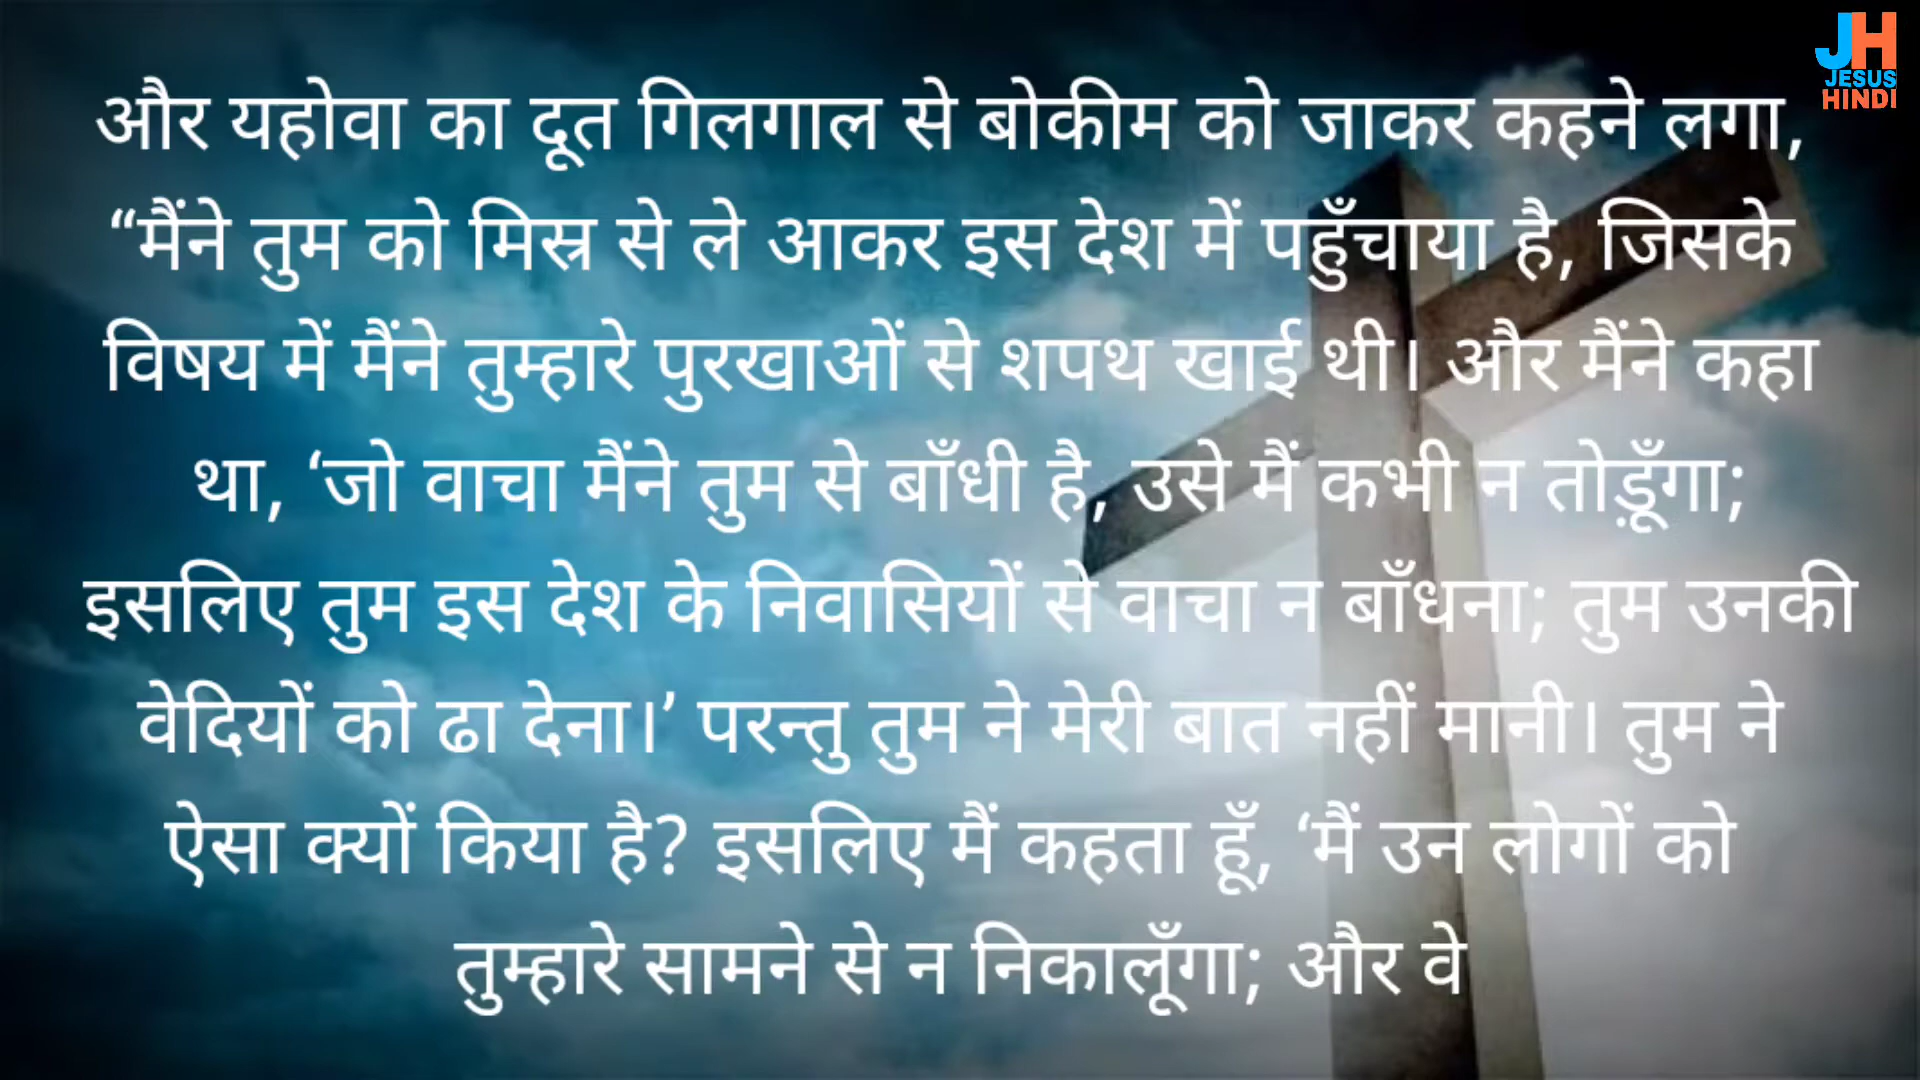 JH
JESUS
HINDI
और यहोवा का दूत गिलगाल से बोकीम को जाकर कहने लगा,
“मैंने तुम को मिस्र से ले आकर इस देश में पहुँचाया है, जिसके
विषय में मैंने तुम्हारे पुरखाओं से शपथ खाई थी। और मैंने कहा
था, ‘जो वाचा मैंने तुम से बाँधी है, उसे मैं कभी न तोड़ूँगा;
इसलिए तुम इस देश के निवासियों से वाचा न बाँधना; तुम उनकी
वेदियों को ढा देना।’ परन्तु तुम ने मेरी बात नहीं मानी। तुम ने
ऐसा क्यों किया है? इसलिए मैं कहता हूँ, ‘मैं उन लोगों को
तुम्हारे सामने से न निकालूँगा; और वे